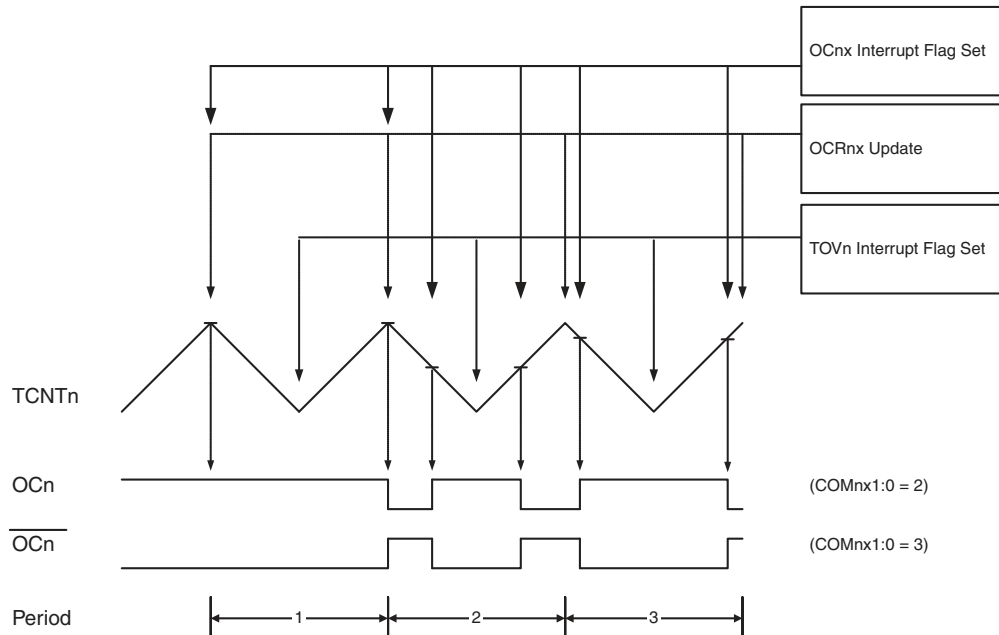 OCnx Interrupt Flag Set
OCRnx Update
TOVn Interrupt Flag Set
TCNTn
OCn
(COMnx1:0 = 2)
OCn
(COMnx1:0 = 3)
Period
1
2
3